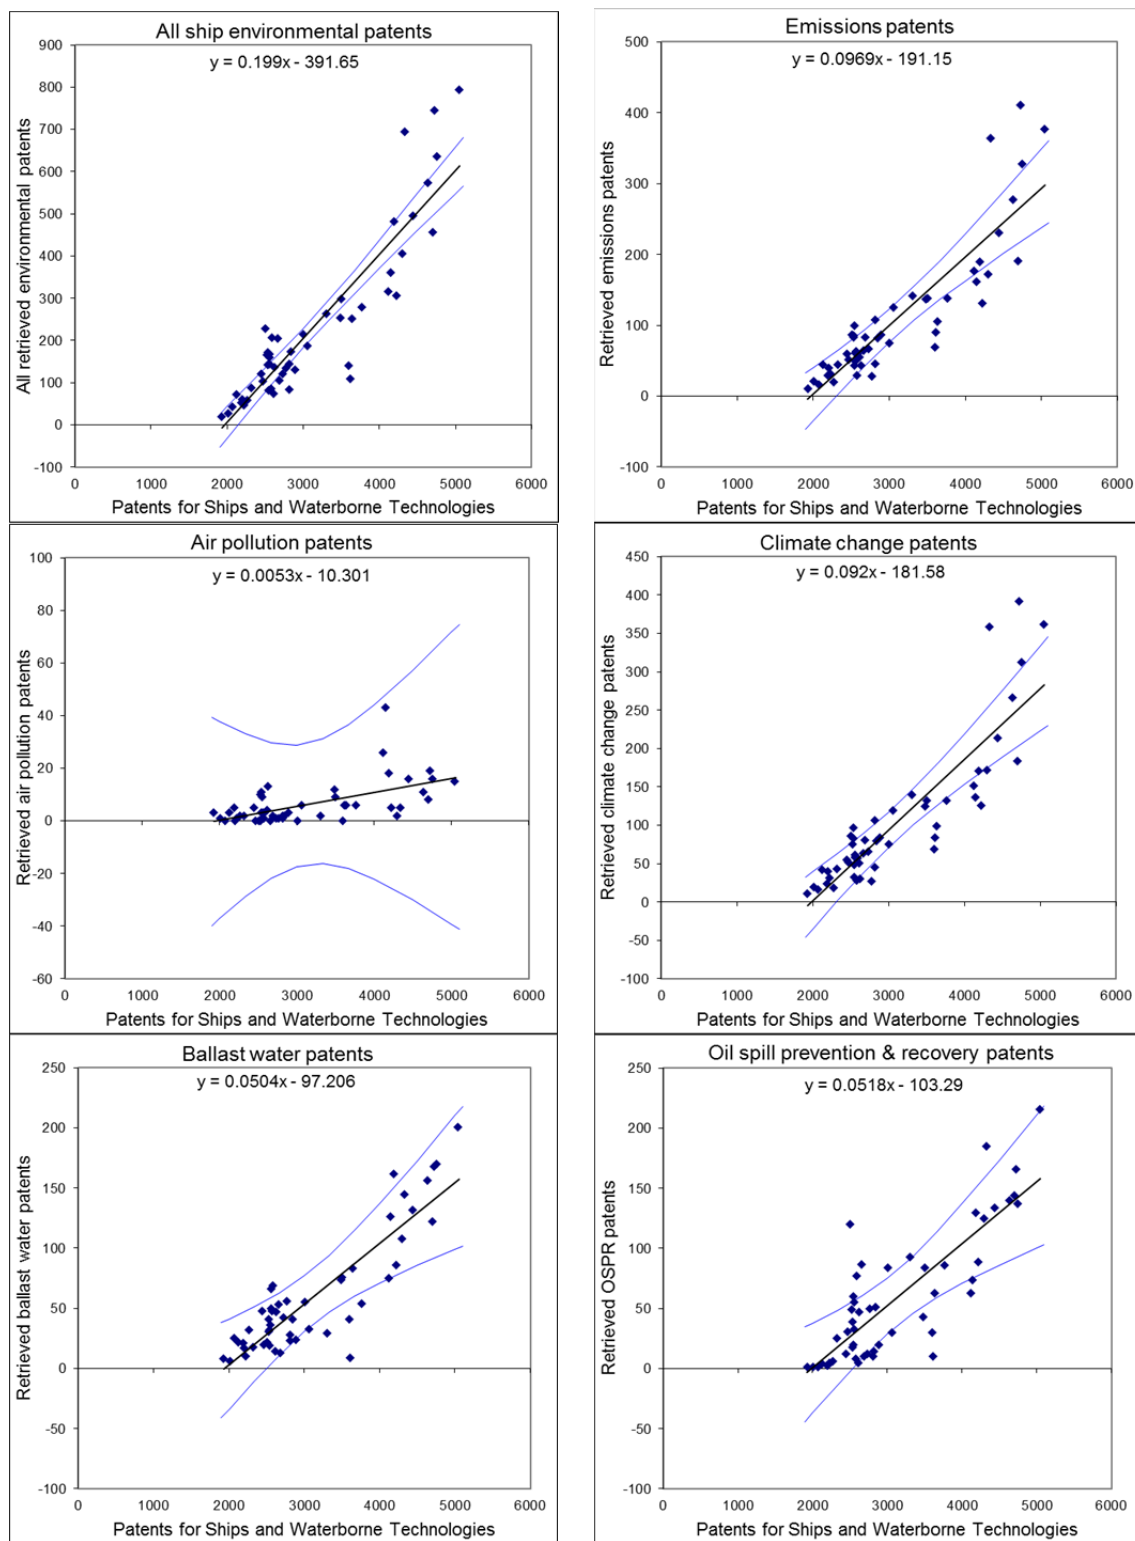 All ship environmental patents
y = 0.199x - 391.65
All retrieved environmental patents
900
800
700
600
500
400
300
200
100
0
-100
0 1000 2000 3000 4000 5000 6000
Patents for Ships and Waterborne Technologies
Emissions patents
y = 0.0969x - 191.15
Retrieved emissions patents
500
400
300
200
100
0
-100
0 1000 2000 3000 4000 5000 6000
Patents for Ships and Waterborne Technologies
Air pollution patents
y = 0.0053x - 10.301
Retrieved air pollution patents
100
80
60
40
20
0
-20
-40
-60
0 1000 2000 3000 4000 5000 6000
Patents for Ships and Waterborne Technologies
Climate change patents
y = 0.092x - 181.58
Retrieved climate change patents
450
400
350
300
250
200
150
100
50
0
-50
-100
0 1000 2000 3000 4000 5000 6000
Patents for Ships and Waterborne Technologies
Ballast water patents
y = 0.0504x - 97.206
Retrieved ballast water patents
250
200
150
100
50
0
-50
-100
0 1000 2000 3000 4000 5000 6000
Patents for Ships and Waterborne Technologies
Oil spill prevention & recovery patents
y = 0.0518x - 103.29
Retrieved OSPR patents
250
200
150
100
50
0
-50
-100
0 1000 2000 3000 4000 5000 6000
Patents for Ships and Waterborne Technologies